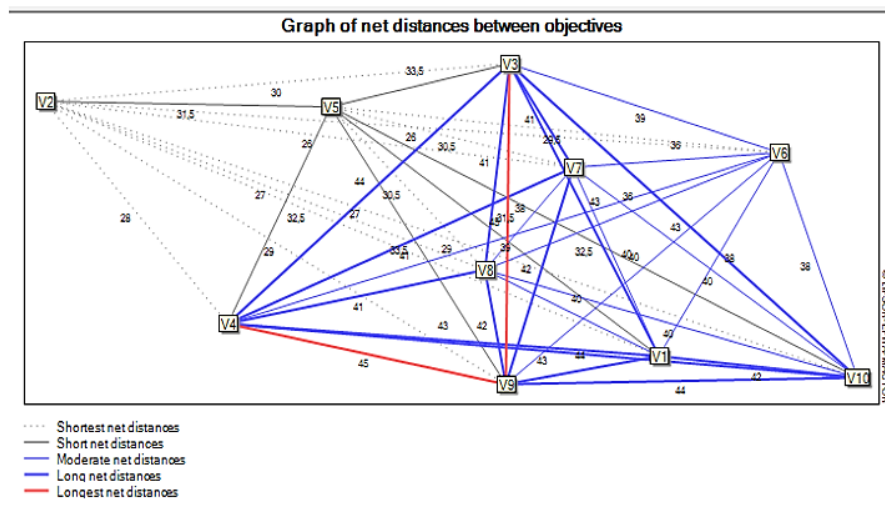 Graph of net distances between objectives
V3
33,5
V2
30
V5
31,5
41
39
26
29,5
26
30,5
36
V6
41
V7
44
27
30,5
36
43
38
28
32,5
27
31,5
43
33,5
29
39
32,5
40
40
38
29
41
V8
42
38
40
40
41
V4
43
42
40
V1
45
43
44
42
V10
V9
44
Shortest net distances
Short net distances
Moderate net distances
Long net distances
Longest net distances